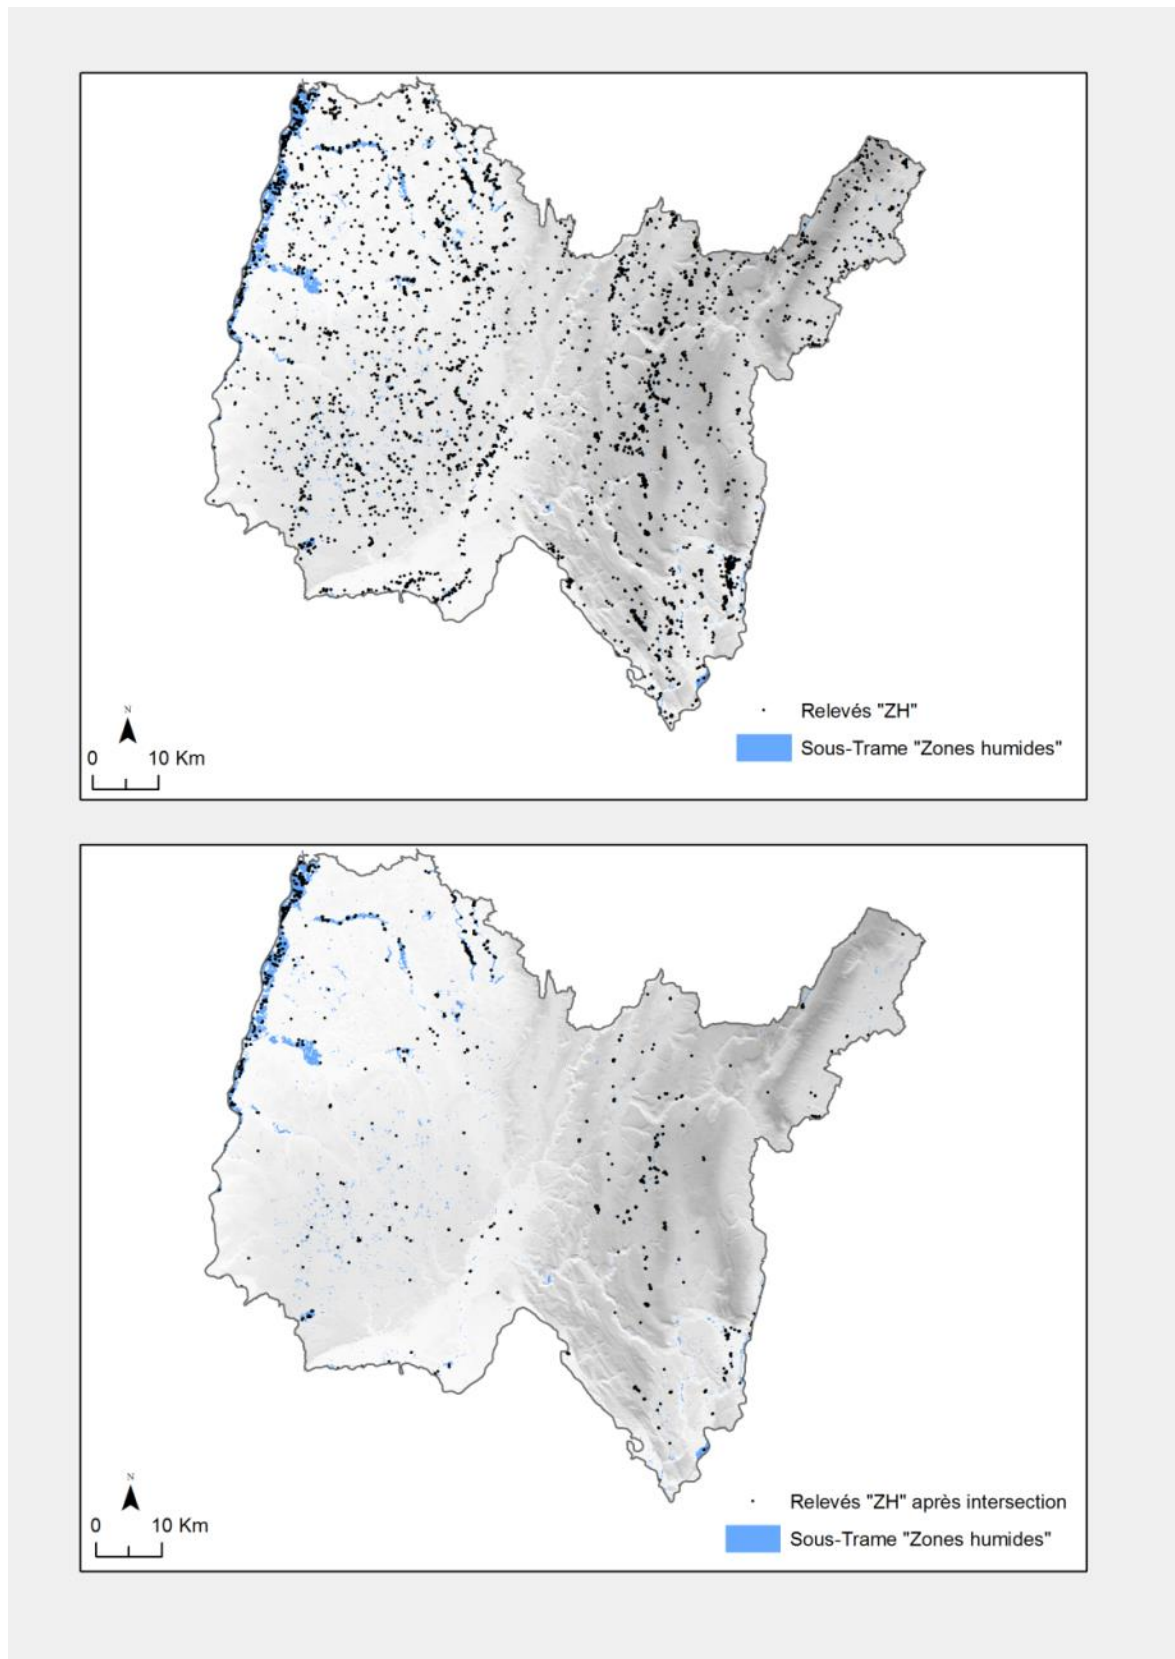 Relevés "ZH"
Sous-Trame "Zones humides"
N
0 10 Km
Relevés "ZH" après intersection
Sous-Trame "Zones humides"
N
0 10 Km